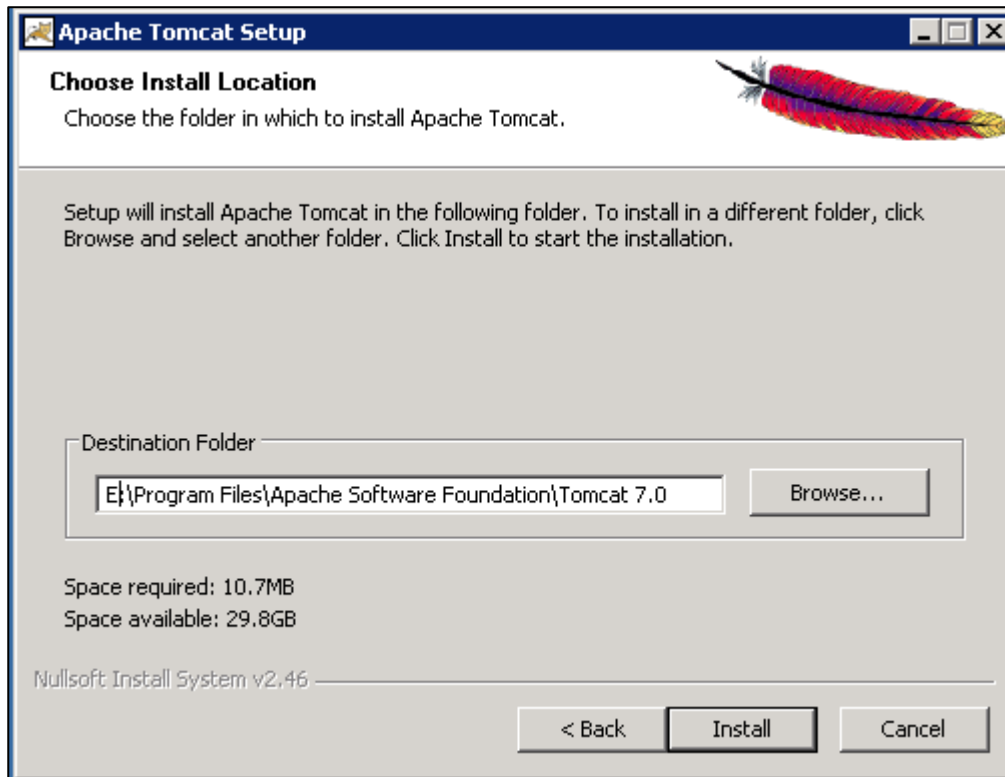 Apache Tomcat Setup
Choose Install Location
Choose the folder in which to install Apache Tomcat.
Setup will install Apache Tomcat in the following folder. To install in a different folder, click
Browse and select another folder. Click Install to start the installation.
Destination Folder
E:\Program Files\Apache Software Foundation\Tomcat 7.0
Browse...
Space required: 10.7MB
Space available: 29.8GB
Nullsoft Install System v2.46
< Back
Install
Cancel